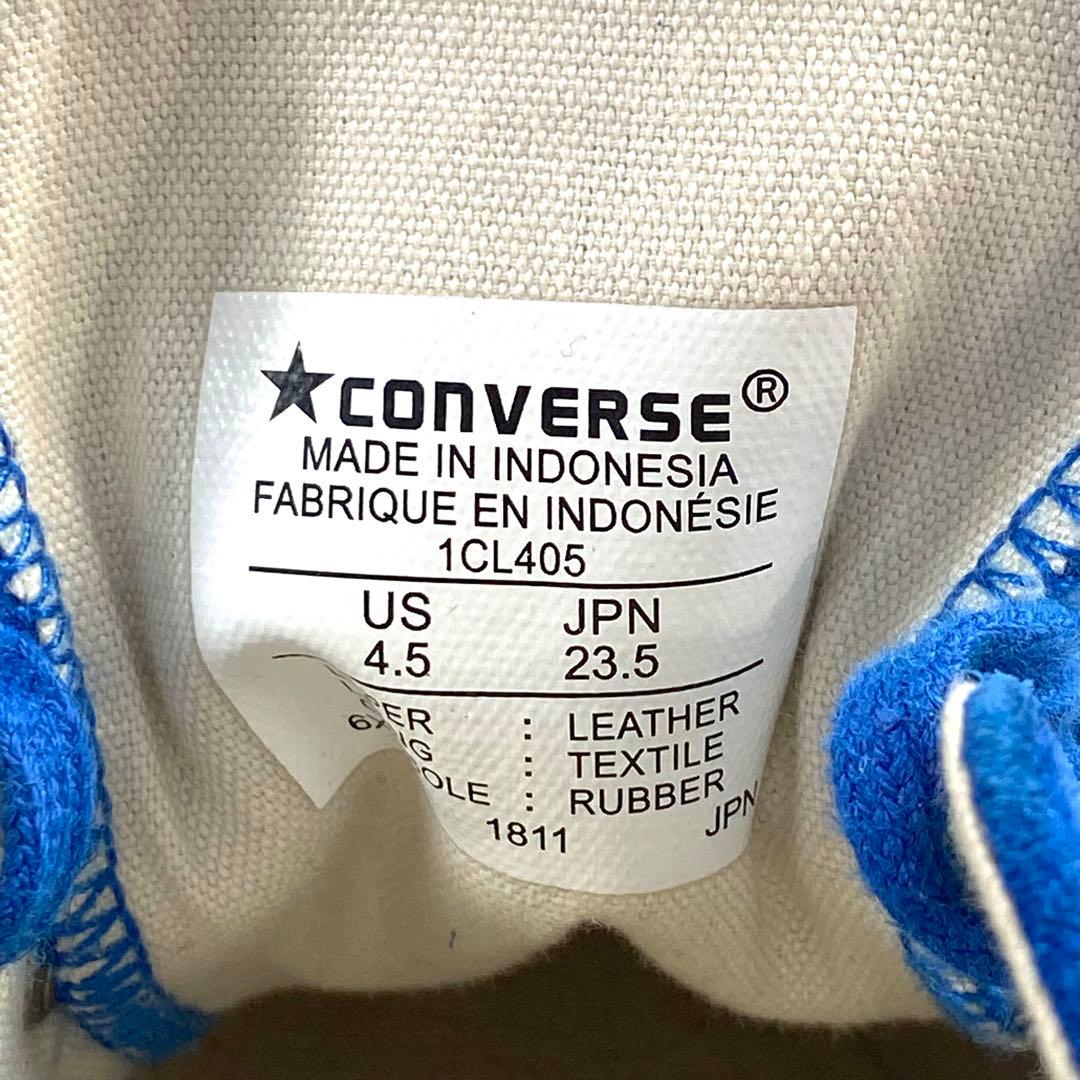 ★CONVERSE®
MADE IN INDONESIA
FABRIQUE EN INDONÉSIE
1CL405
US JPN
4.5 23.5
: LEATHER
: TEXTILE
: RUBBER
1811 JPN